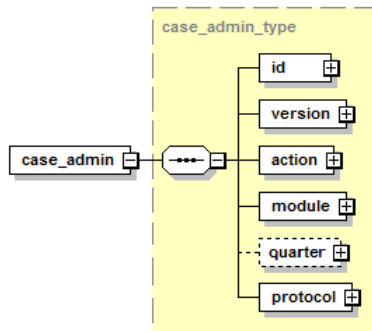 case_admin_type
id
version
case_admin
action
module
quarter
protocol